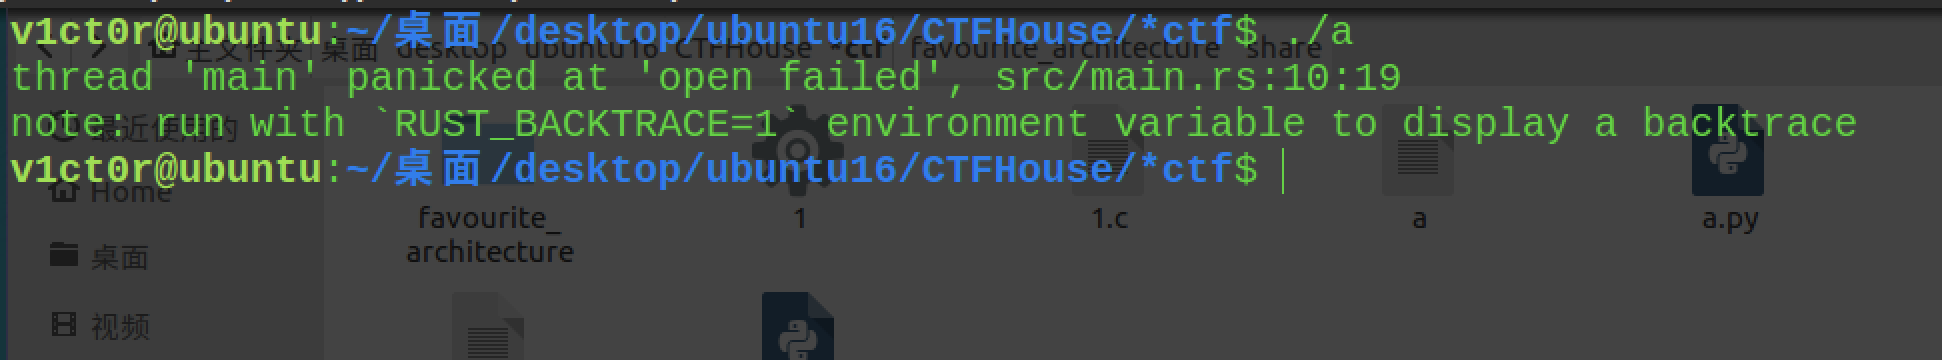 v1ct0r@ubuntu:~/桌面/desktop/ubuntu16/CTFHouse/*ctf$ ./a
主文件夹 桌面 desktop ubuntu16 CTFHouse *ctf favourite_architecture share
thread 'main' panicked at 'open failed', src/main.rs:10:19
note: run with `RUST_BACKTRACE=1` environment variable to display a backtrace
最近使用的
v1ct0r@ubuntu:~/桌面/desktop/ubuntu16/CTFHouse/*ctf$
Home
favourite_
architecture
1
1.c
a
a.py
桌面
视频